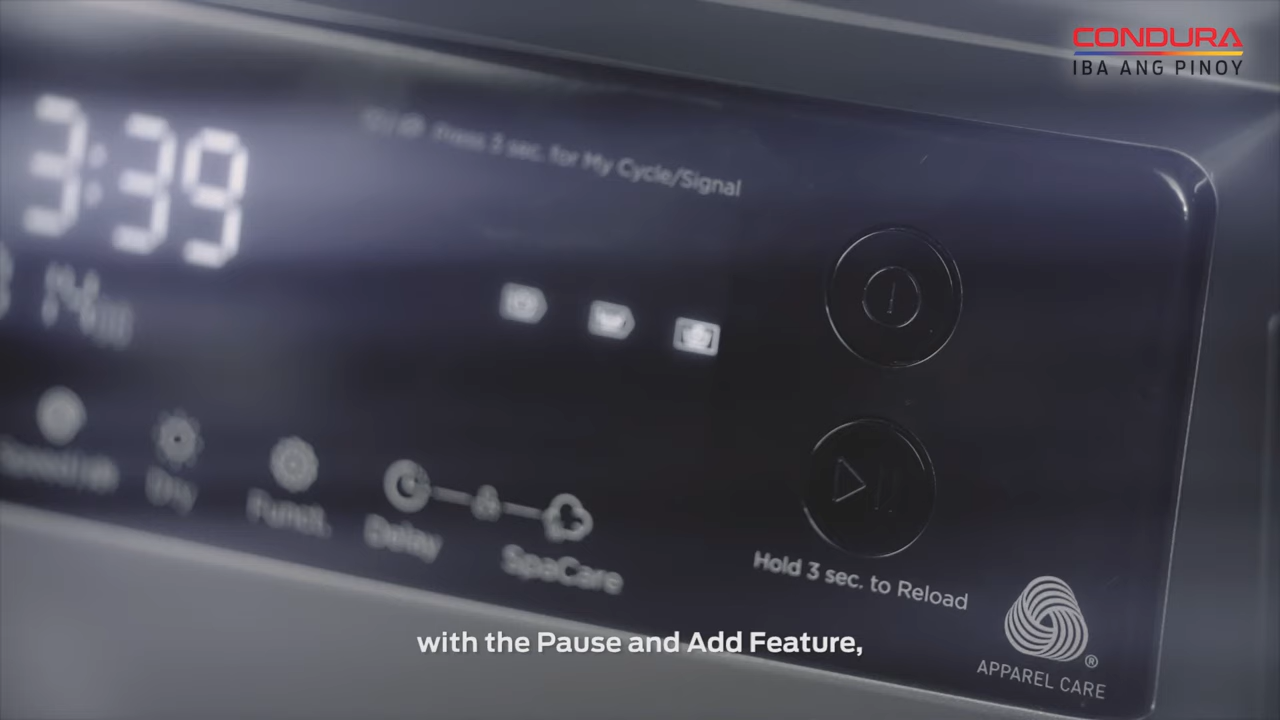 CONDURA
IBA ANG PINOY
3:39
Press 3 sec. for My Cycle/Signal
Dry
Funct.
Delay
SpaCare
Hold 3 sec. to Reload
APPAREL CARE
with the Pause and Add Feature,